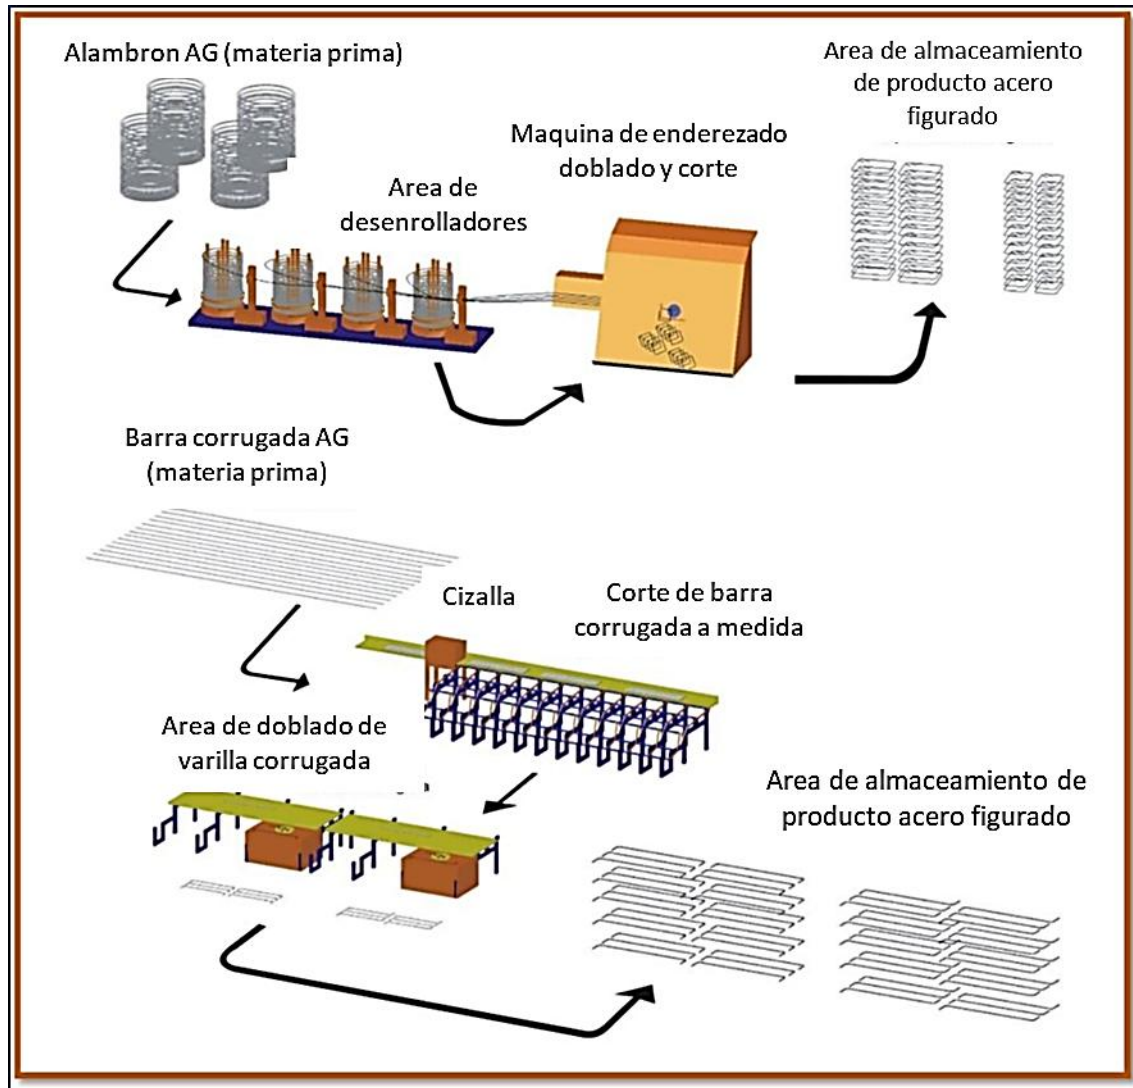 Alambron AG (materia prima)
Area de almaceamiento
de producto acero
figurado
Maquina de enderezado
doblado y corte
Area de
desenrolladores
Barra corrugada AG
(materia prima)
Cizalla
Corte de barra
corrugada a medida
Area de doblado de
varilla corrugada
Area de almaceamiento de
producto acero figurado